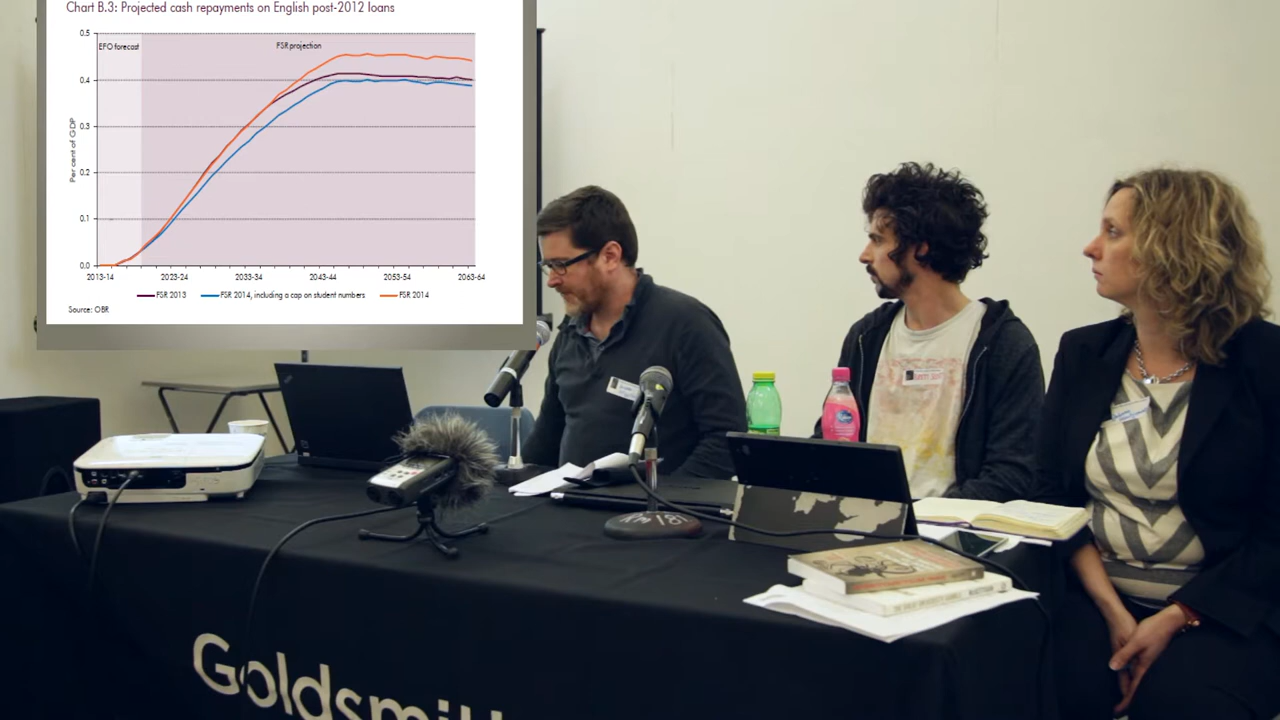 Chart B.3: Projected cash repayments on English post-2012 loans
0.5
EFO forecast
FSR projection
0.4
0.3
Per cent of GDP
0.2
0.1
0.0
2013-14 2023-24 2033-34 2043-44 2053-54 2063-64
FSR 2013 FSR 2014, including a cap on student numbers FSR 2014
Source: OBR
KM 181
Goldsmith